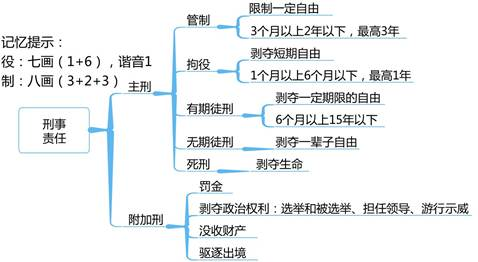 记忆提示：
役：七画（1+6），谐音1
制：八画（3+2+3）
刑事
责任
主刑
管制
限制一定自由
3个月以上2年以下，最高3年
拘役
剥夺短期自由
1个月以上6个月以下，最高1年
有期徒刑
剥夺一定期限的自由
6个月以上15年以下
无期徒刑
剥夺一辈子自由
死刑
剥夺生命
附加刑
罚金
剥夺政治权利：选举和被选举、担任领导、游行示威
没收财产
驱逐出境